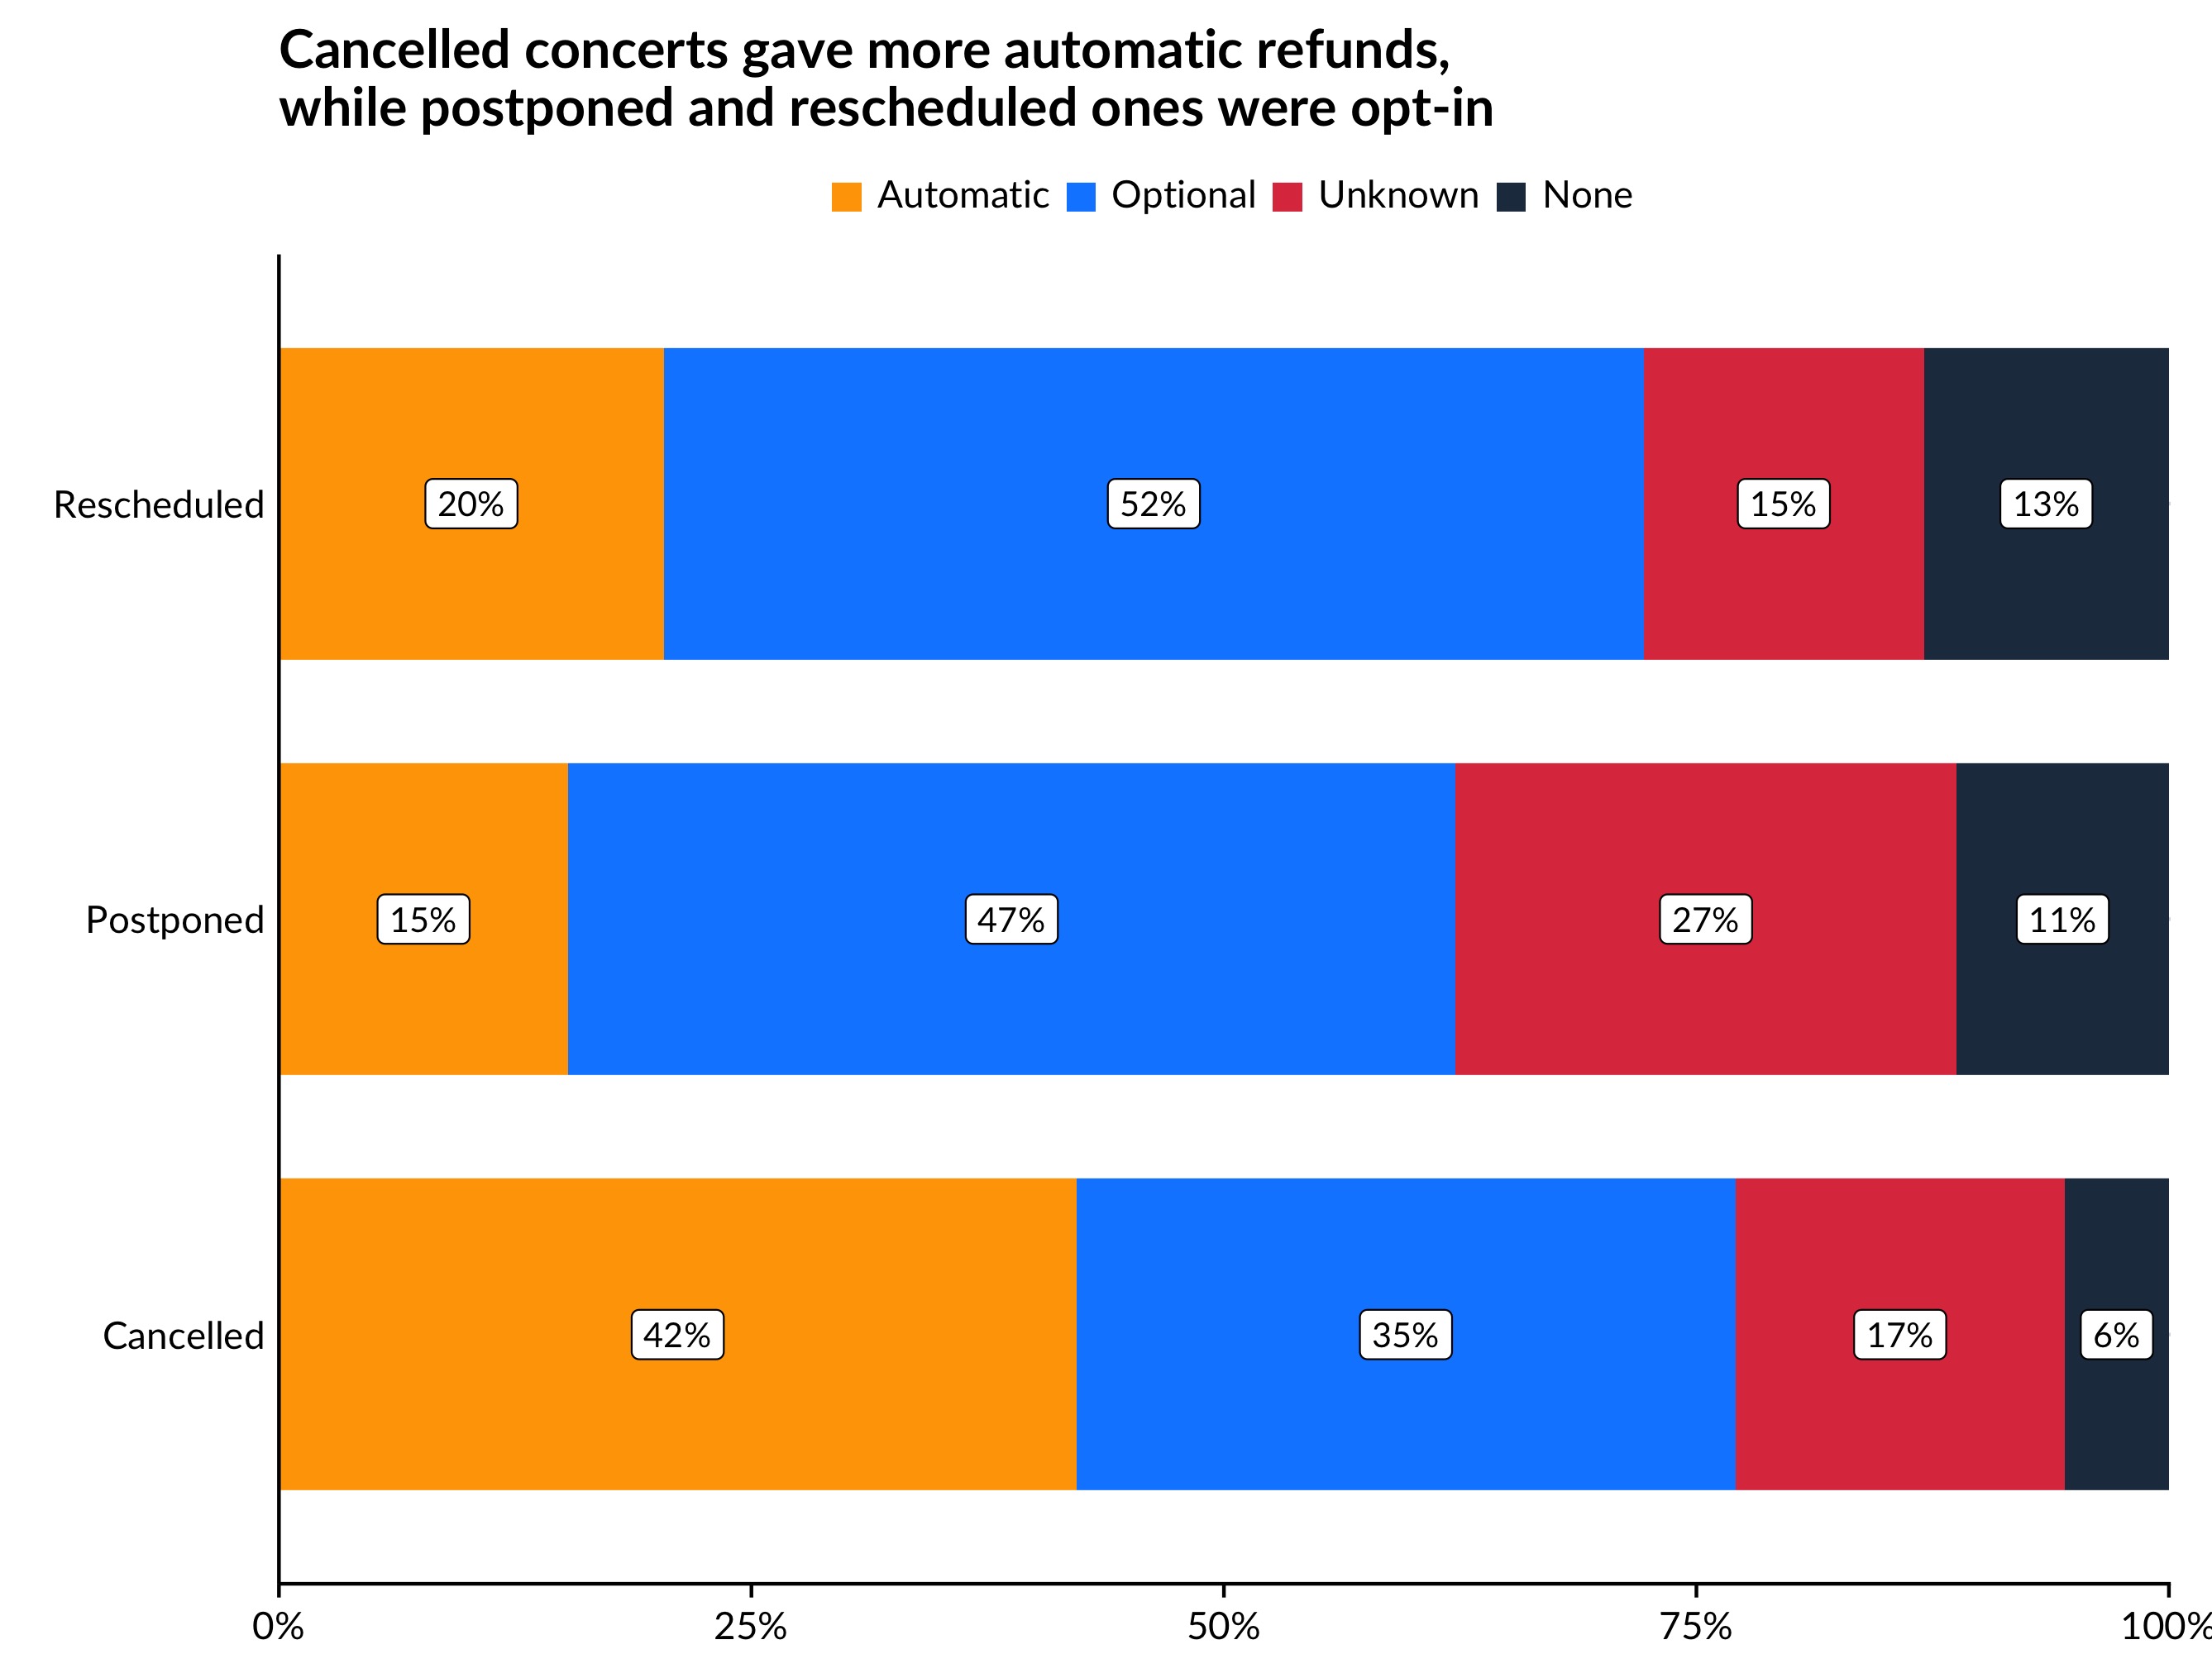 Cancelled concerts gave more automatic refunds,
while postponed and rescheduled ones were opt-in
Automatic Optional Unknown None
Rescheduled 20% 52% 15% 13%
Postponed 15% 47% 27% 11%
Cancelled 42% 35% 17% 6%
0% 25% 50% 75% 100%